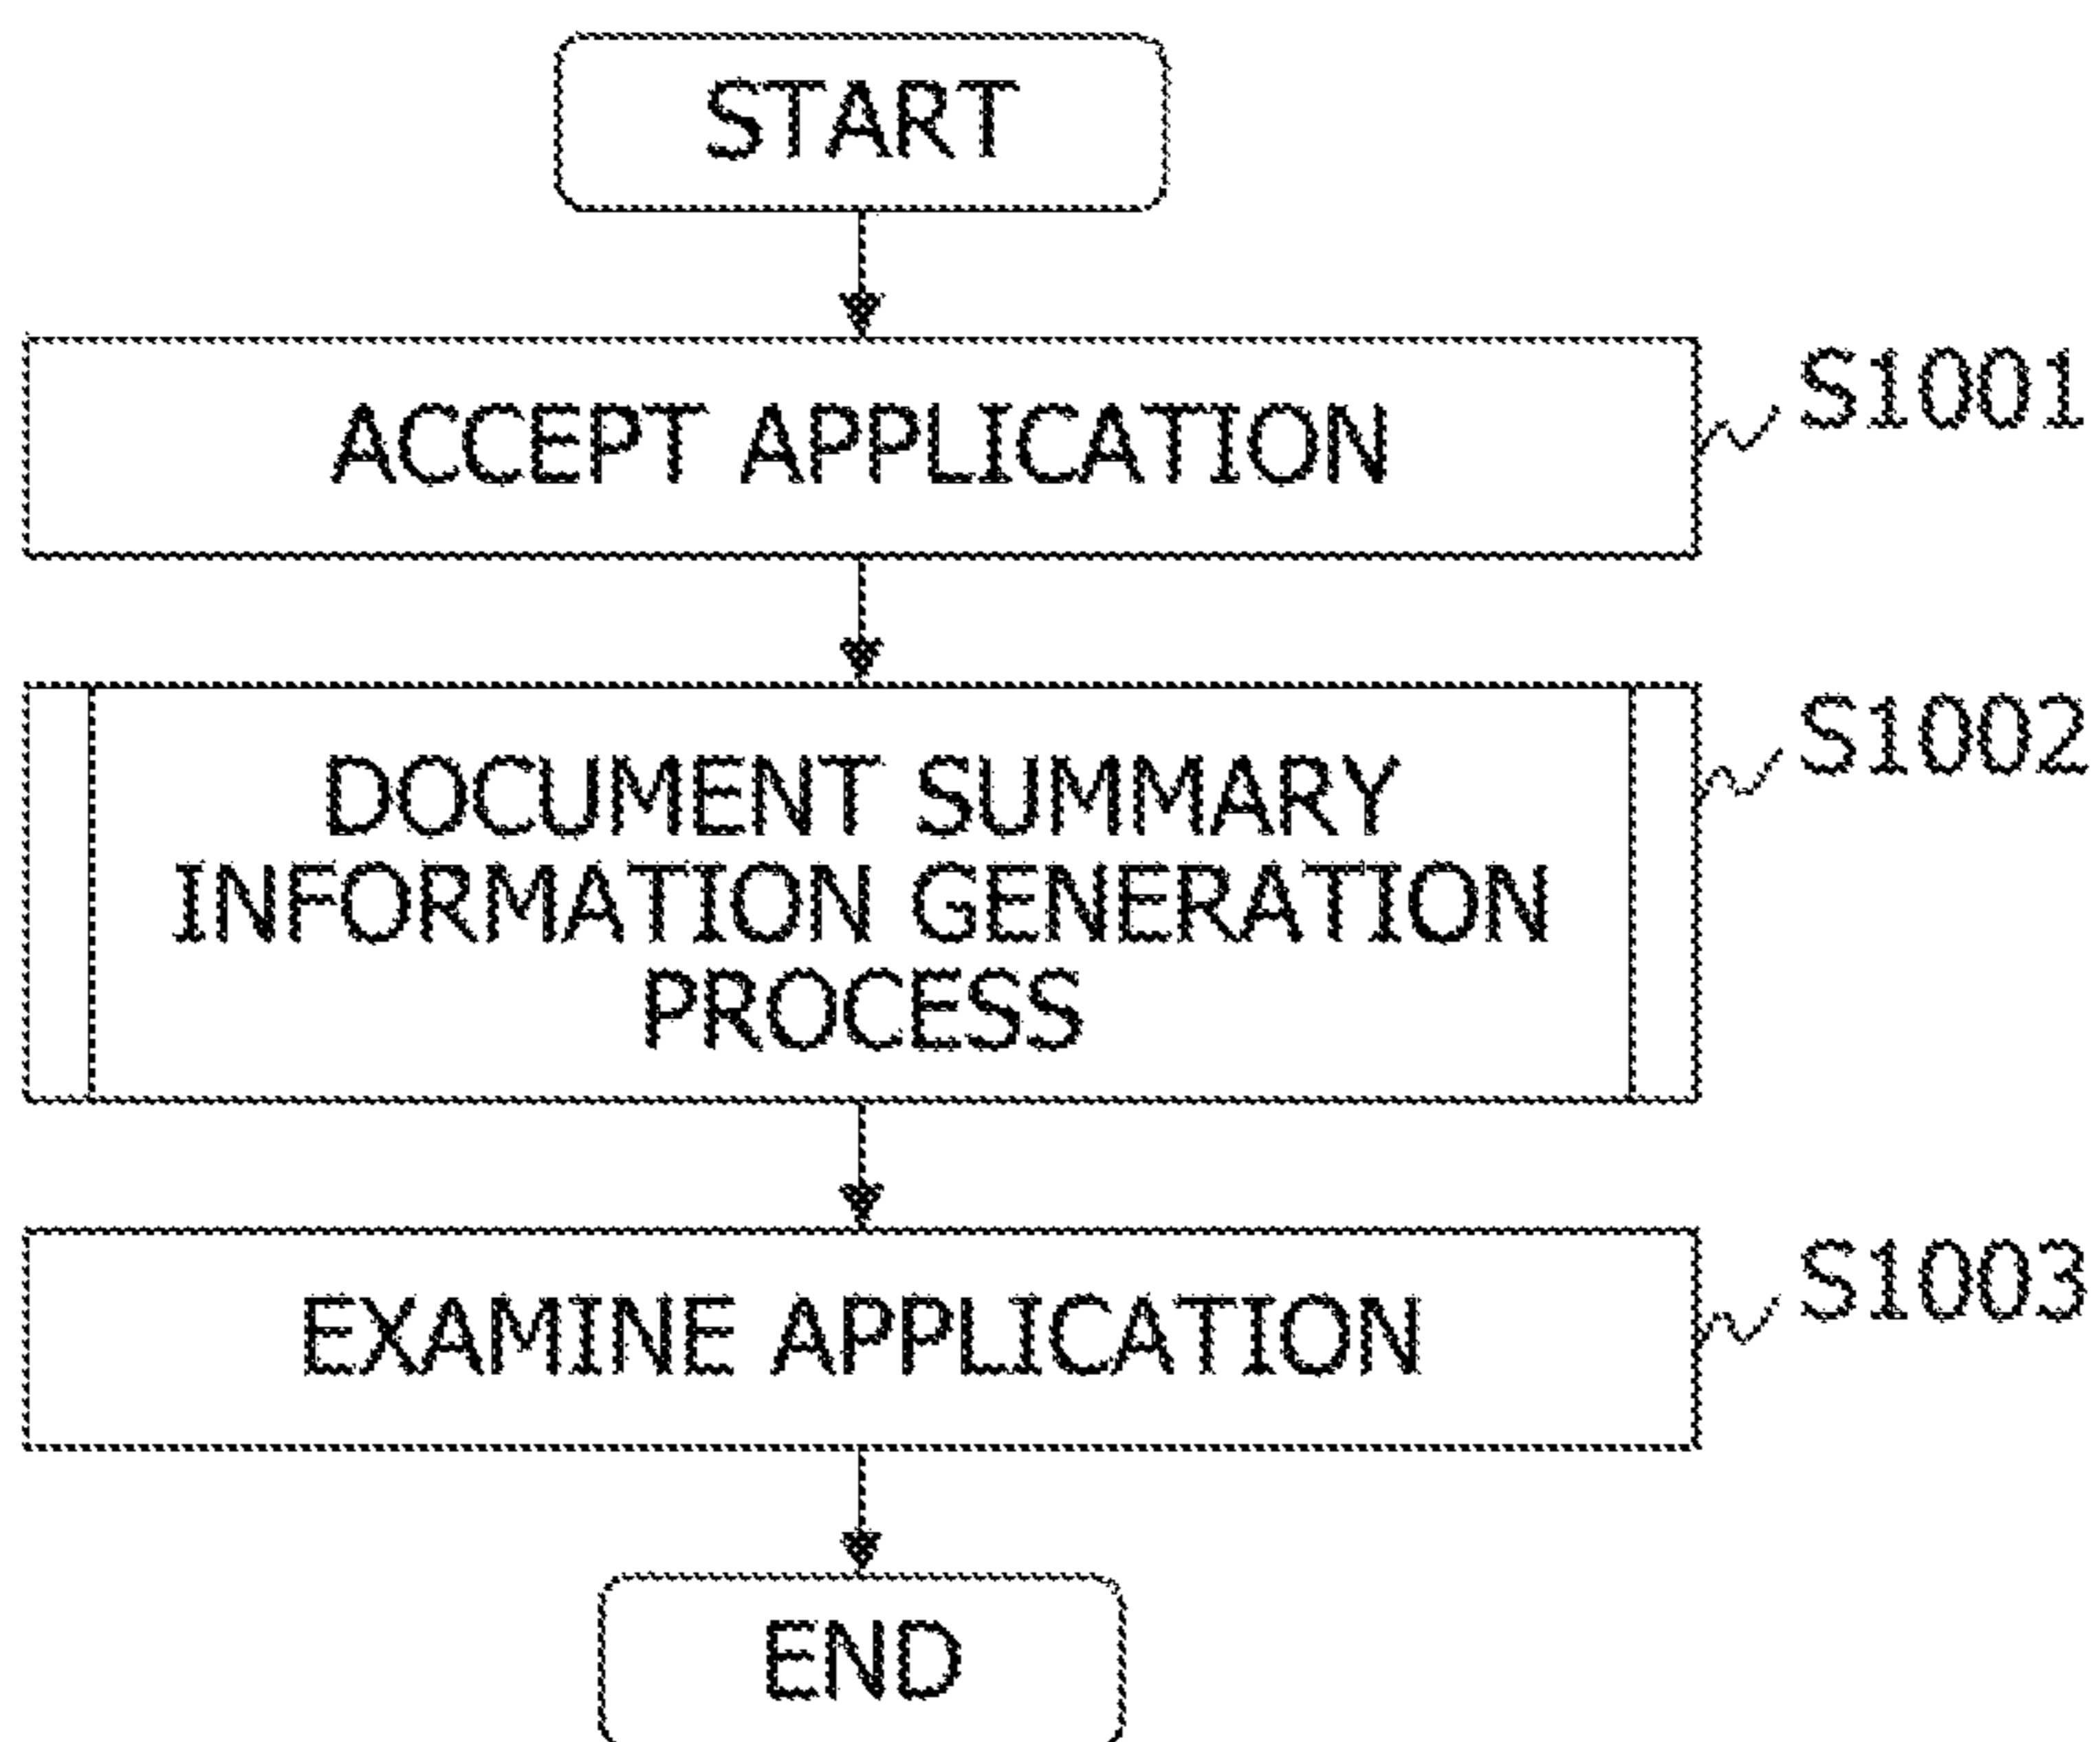 START
ACCEPT APPLICATION
S1001
DOCUMENT SUMMARY
INFORMATION GENERATION
PROCESS
S1002
EXAMINE APPLICATION
S1003
END